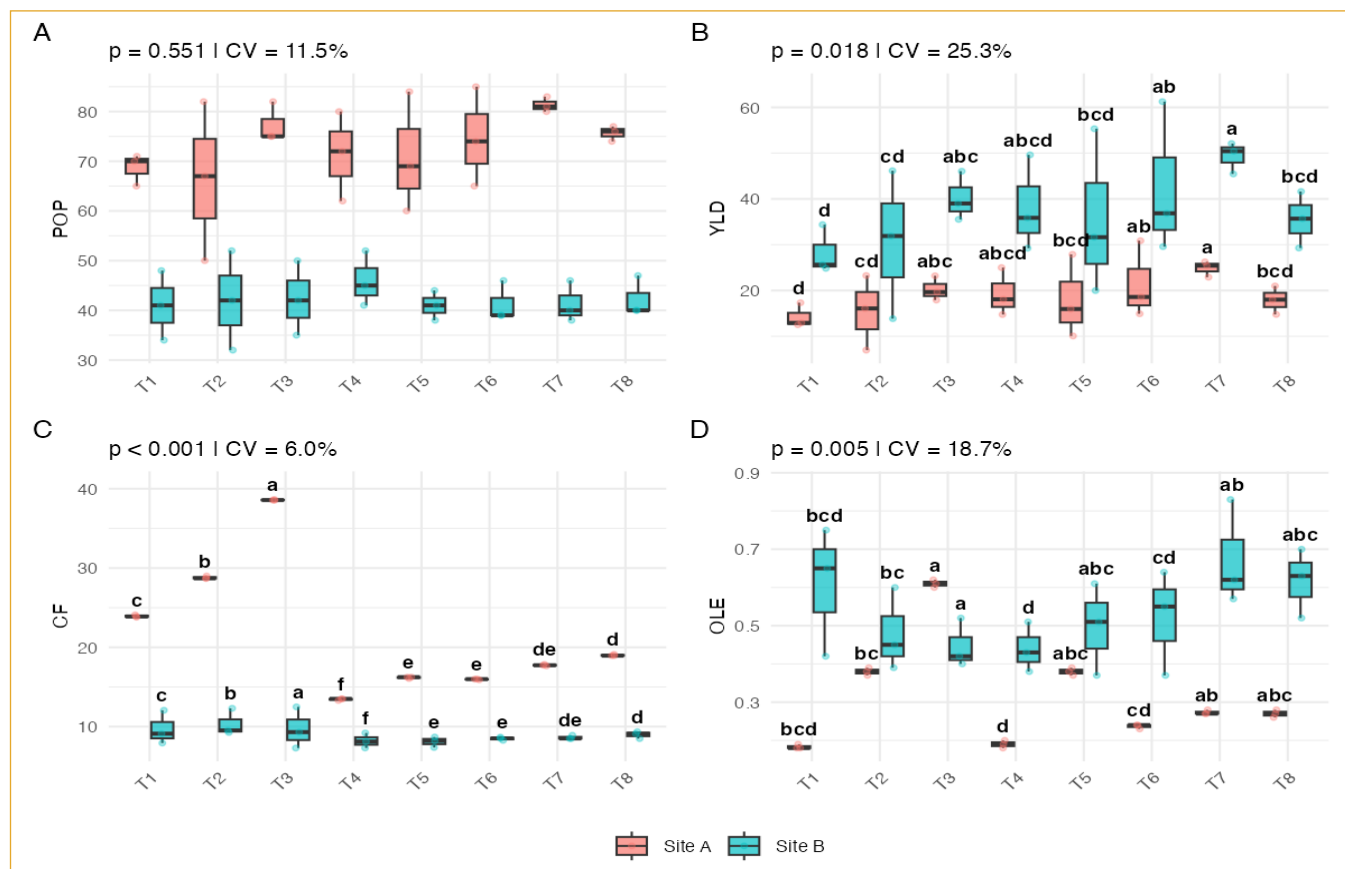 A
p = 0.551 | CV = 11.5%
POP
80
70
60
50
40
30
T1 T2 T3 T4 T5 T6 T7 T8
B
p = 0.018 | CV = 25.3%
YLD
60
40
20
d d cd cd abc abc abcd abcd bcd bcd ab ab a a bcd bcd
T1 T2 T3 T4 T5 T6 T7 T8
C
p < 0.001 | CV = 6.0%
CF
40
30
20
10
c c b b a a f f e e e e de de d d
T1 T2 T3 T4 T5 T6 T7 T8
D
p = 0.005 | CV = 18.7%
OLE
0.9
0.7
0.5
0.3
bcd bcd bc bc a a d d abc abc cd cd ab ab abc abc
T1 T2 T3 T4 T5 T6 T7 T8
Site A Site B